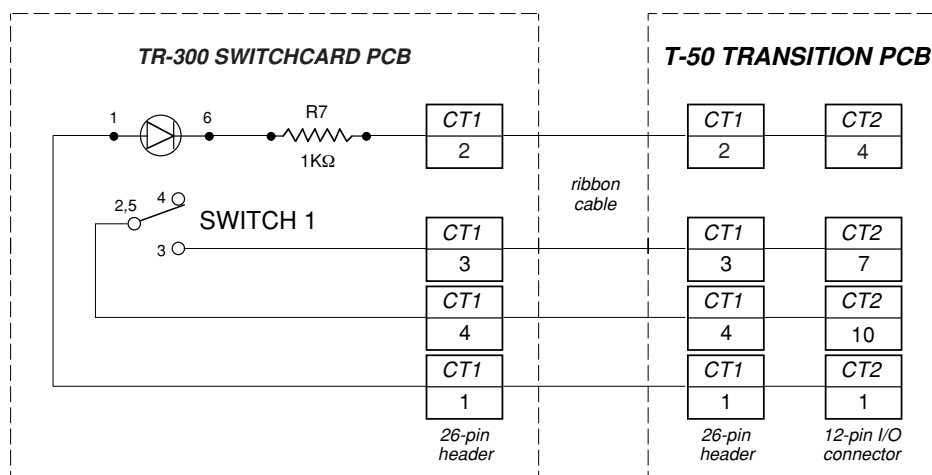 TR-300 SWITCHCARD PCB
T-50 TRANSITION PCB
1
6
R7
1KΩ
CT1
2
CT1
2
CT2
4
ribbon
cable
2,5
4
SWITCH 1
3
CT1
3
CT1
3
CT2
7
CT1
4
CT1
4
CT2
10
CT1
1
CT1
1
CT2
1
26-pin
header
26-pin
header
12-pin I/O
connector